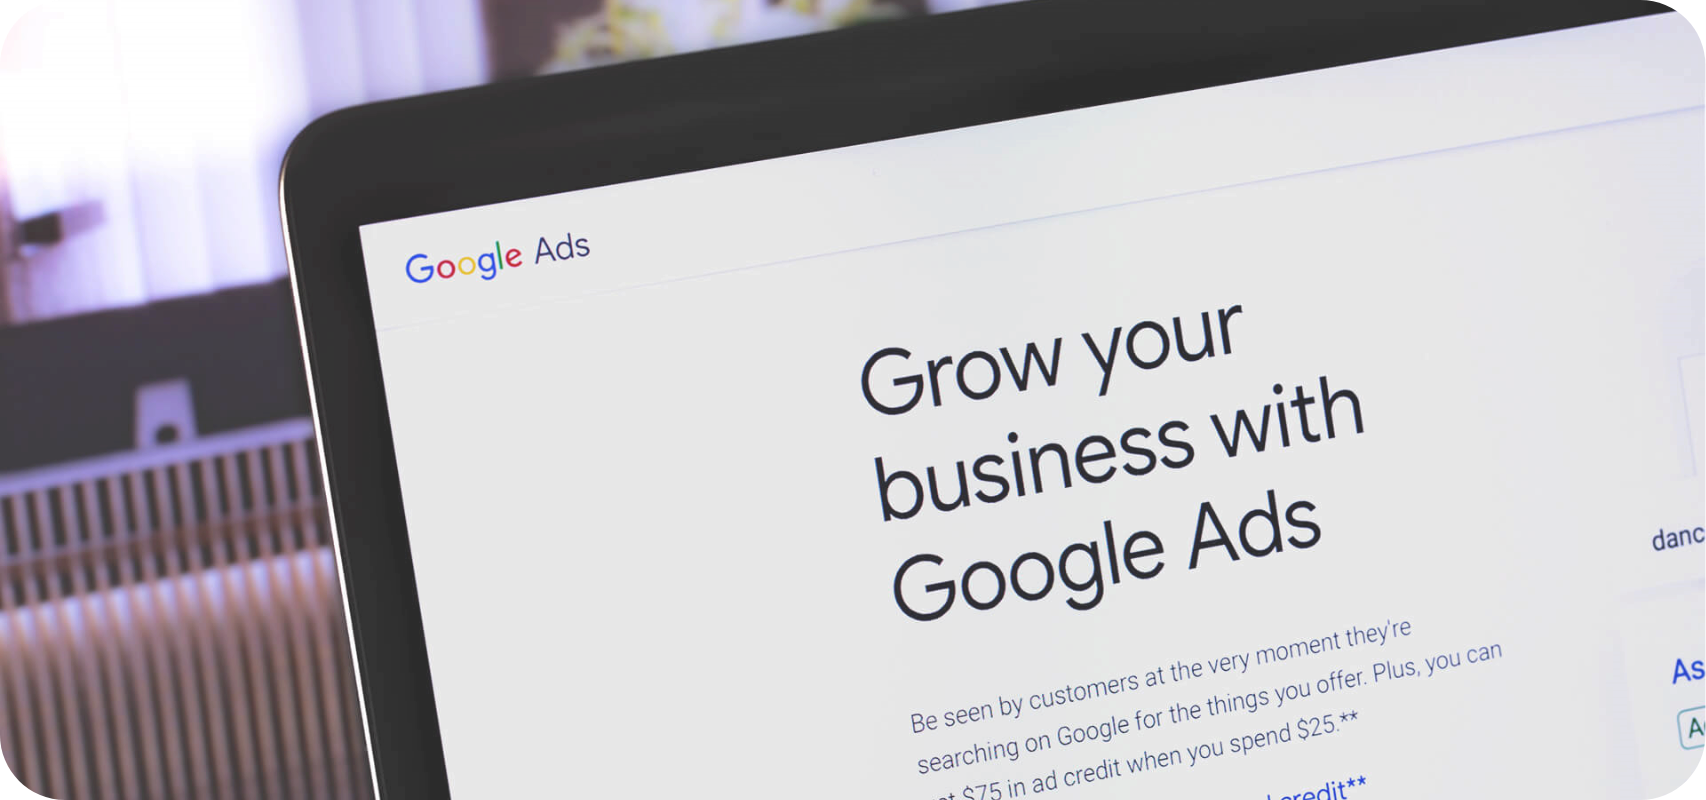 Google Ads
Grow your
business with
Google Ads
Be seen by customers at the very moment they're
searching on Google for the things you offer. Plus, you can
$75 in ad credit when you spend $25.**
credit**
As